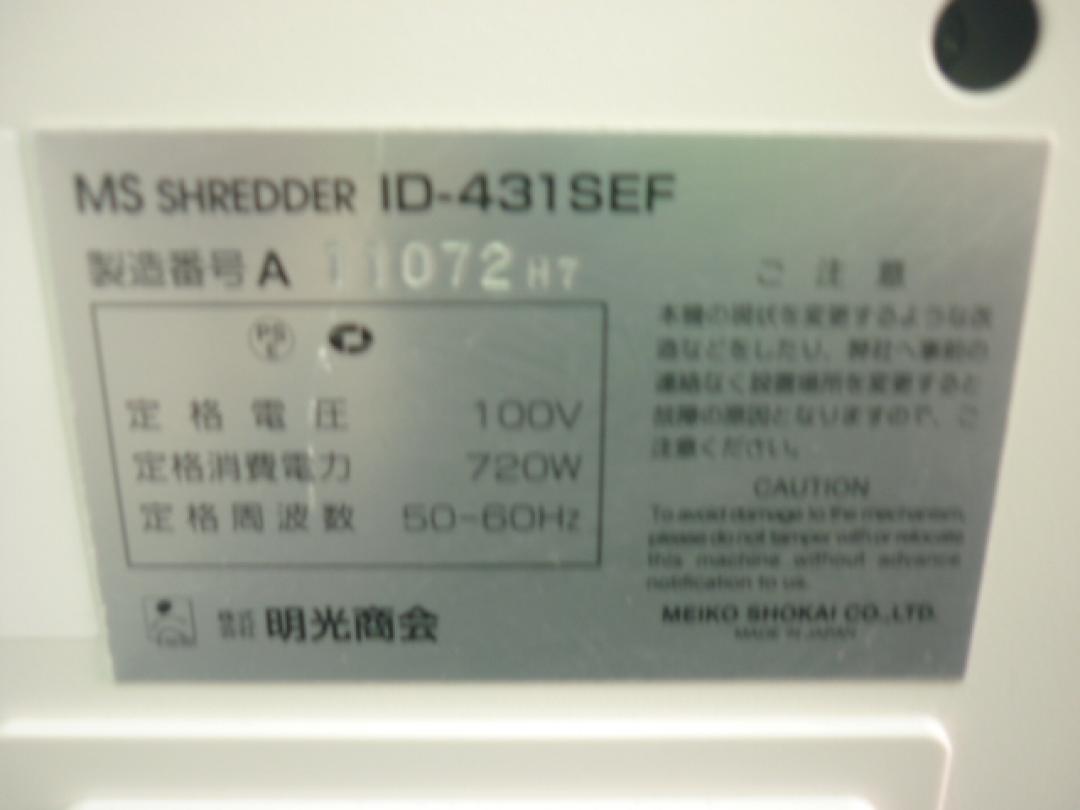 MS SHREDDER ID-431SEF
製造番号 A 11072 H7
PS E
定格電圧 100V
定格消費電力 720W
定格周波数 50-60Hz
株式会社 明光商会
ご注意
本機の現状を変更するような改
造などをしたり、弊社へ事前の
連絡なく設置場所を変更すると
故障の原因となりますので、ご
注意ください。
CAUTION
To avoid damage to the mechanism,
please do not tamper with or relocate
this machine without advance
notification to us.
MEIKO SHOKAI CO.,LTD.
MADE IN JAPAN